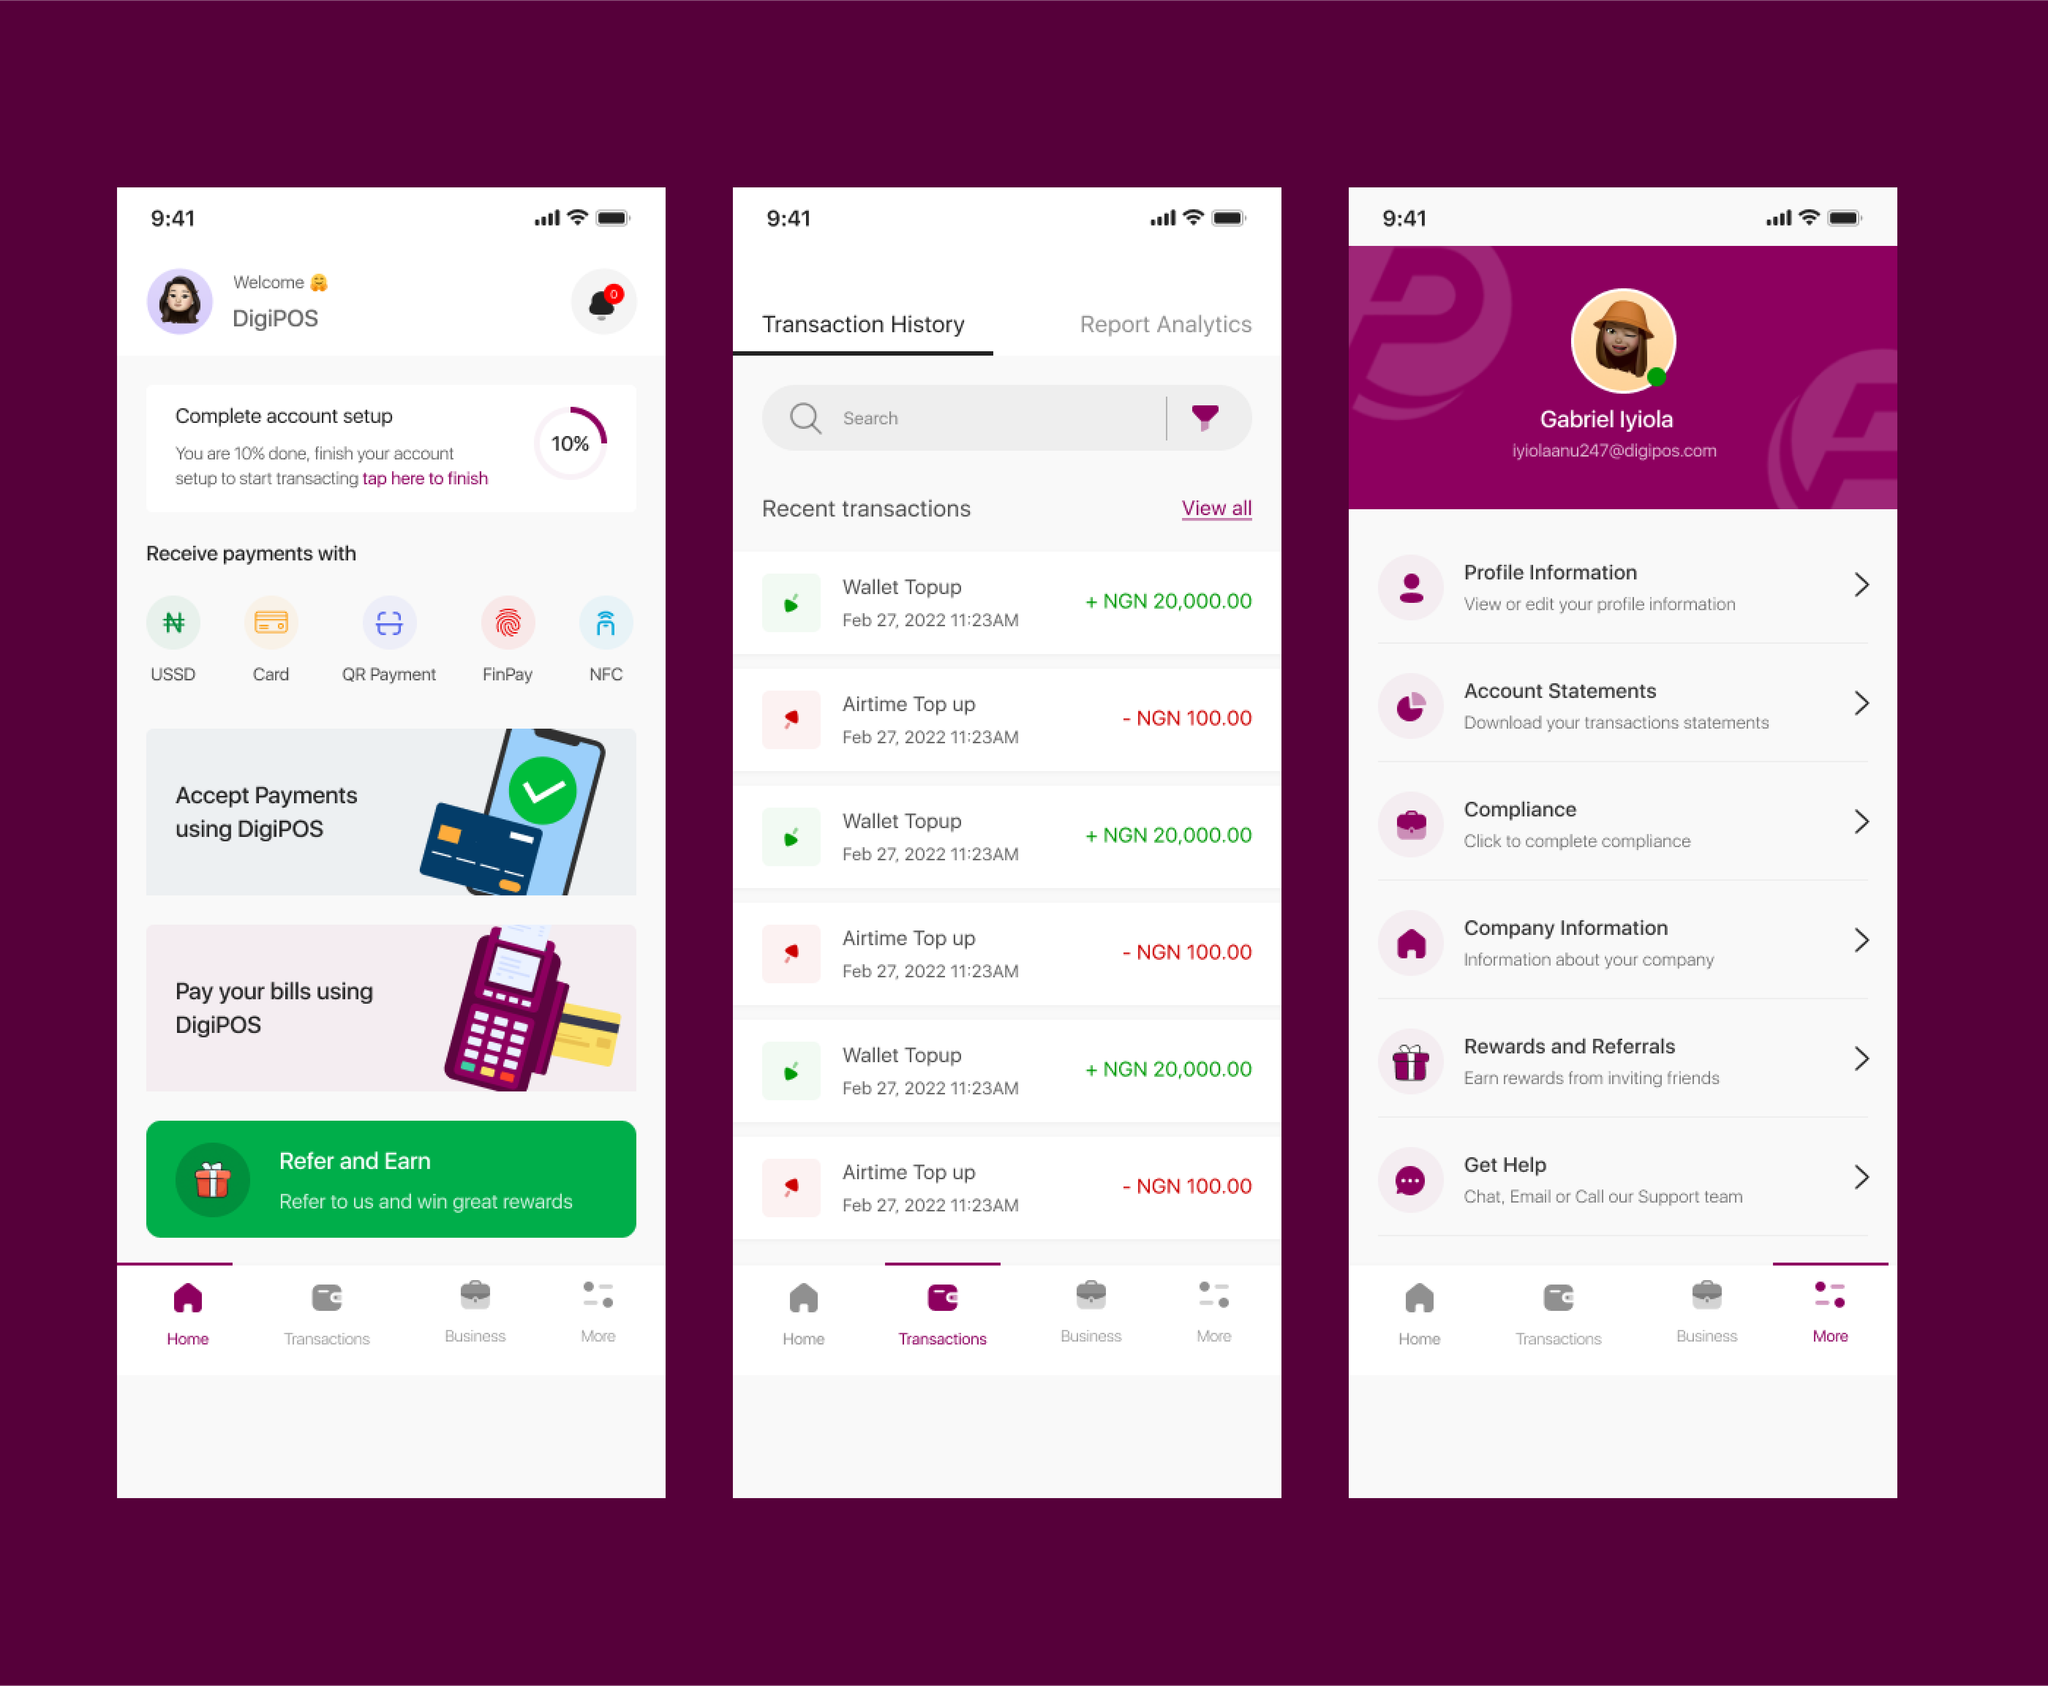 9:41
Welcome 🤗
DigiPOS
0
Complete account setup
You are 10% done, finish your account
setup to start transacting tap here to finish
10%
Receive payments with
USSD
Card
QR Payment
FinPay
NFC
Accept Payments
using DigiPOS
Pay your bills using
DigiPOS
Refer and Earn
Refer to us and win great rewards
Home
Transactions
Business
More
9:41
Transaction History
Report Analytics
Search
Recent transactions
View all
Wallet Topup
Feb 27, 2022 11:23AM
+ NGN 20,000.00
Airtime Top up
Feb 27, 2022 11:23AM
- NGN 100.00
Wallet Topup
Feb 27, 2022 11:23AM
+ NGN 20,000.00
Airtime Top up
Feb 27, 2022 11:23AM
- NGN 100.00
Wallet Topup
Feb 27, 2022 11:23AM
+ NGN 20,000.00
Airtime Top up
Feb 27, 2022 11:23AM
- NGN 100.00
Home
Transactions
Business
More
9:41
Gabriel Iyiola
iyiolaanu247@digipos.com
Profile Information
View or edit your profile information
Account Statements
Download your transactions statements
Compliance
Click to complete compliance
Company Information
Information about your company
Rewards and Referrals
Earn rewards from inviting friends
Get Help
Chat, Email or Call our Support team
Home
Transactions
Business
More